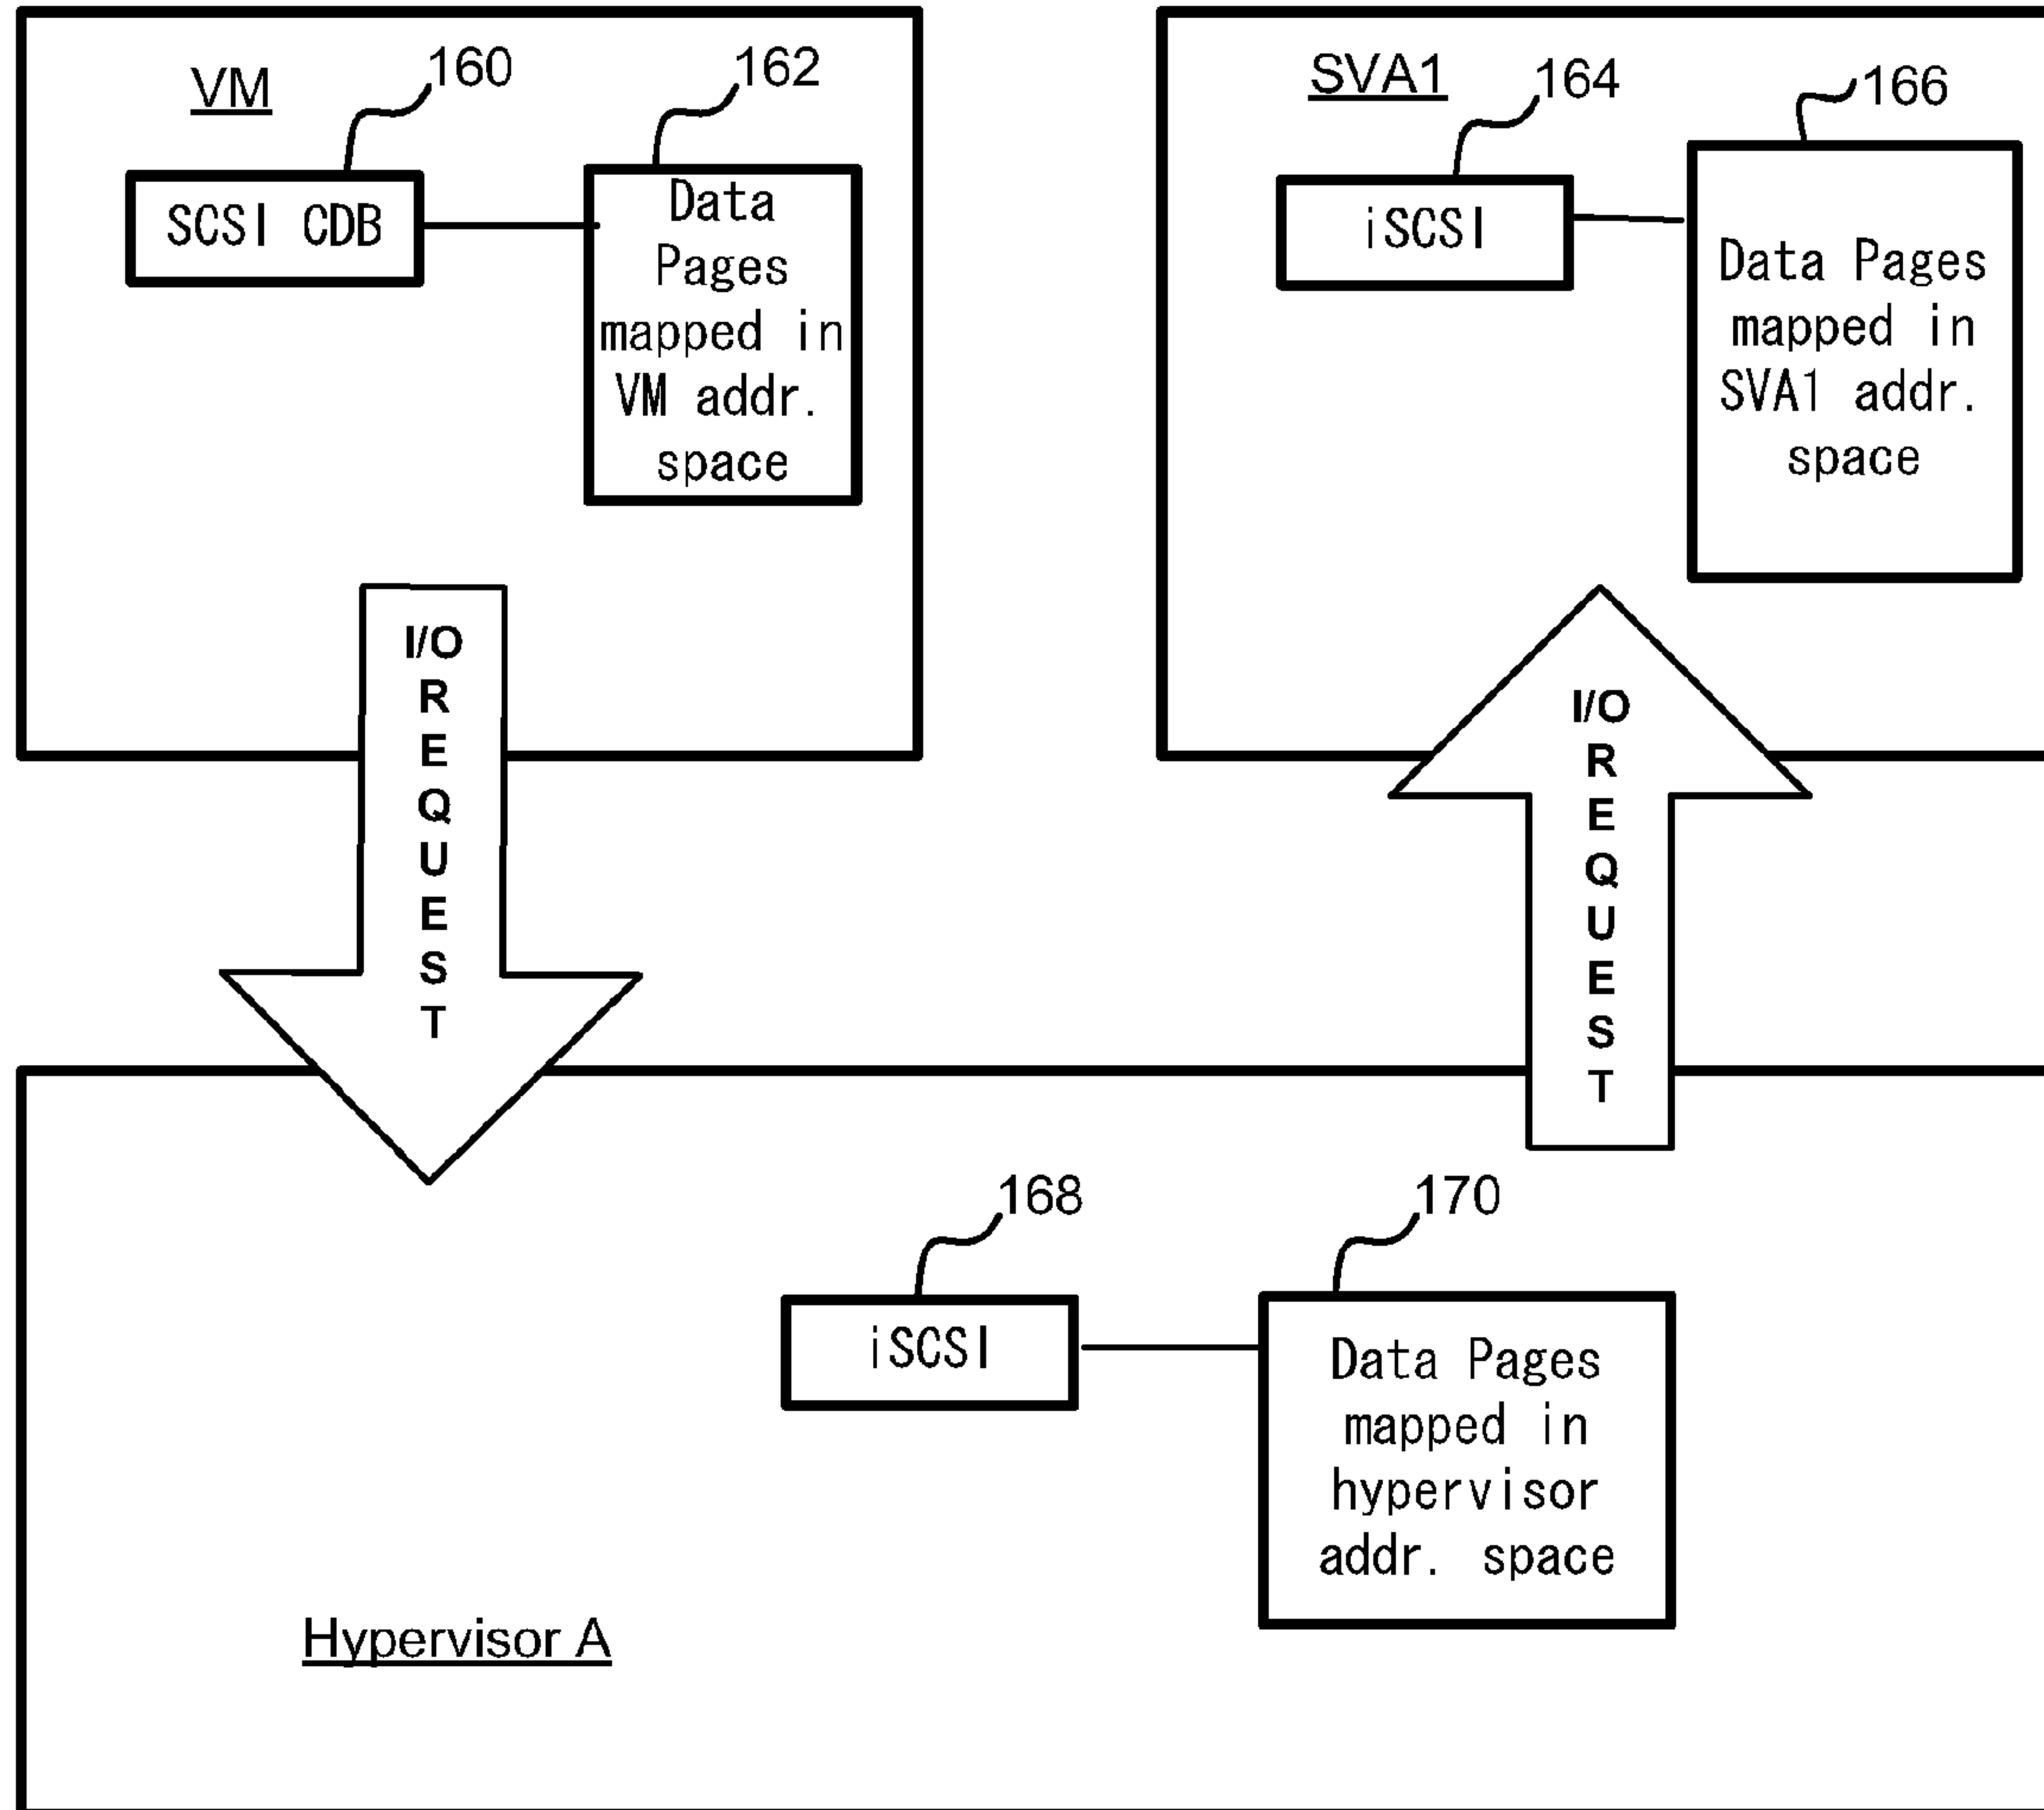 VM
160
162
SCSI CDB
Data
Pages
mapped in
VM addr.
space
SVA1
164
166
iSCSI
Data Pages
mapped in
SVA1 addr.
space
I/O
R
E
Q
U
E
S
T
I/O
R
E
Q
U
E
S
T
168
170
iSCSI
Data Pages
mapped in
hypervisor
addr. space
Hypervisor A